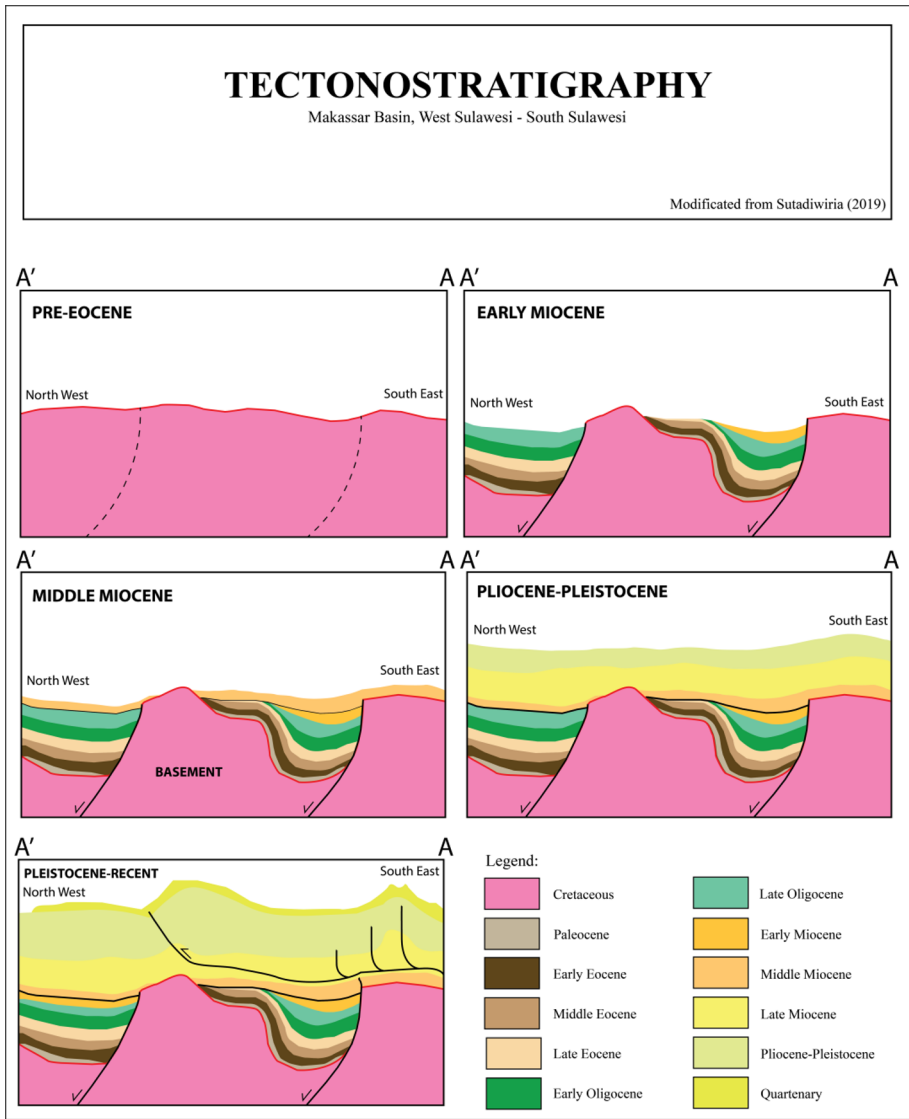 TECTONOSTRATIGRAPHY
Makassar Basin, West Sulawesi - South Sulawesi
Modificated from Sutadiwiria (2019)
A'
A
PRE-EOCENE
North West
South East
A'
A
EARLY MIOCENE
North West
South East
A'
A
MIDDLE MIOCENE
North West
South East
BASEMENT
A'
A
PLIOCENE-PLEISTOCENE
North West
South East
A'
A
PLEISTOCENE-RECENT
North West
South East
Legend:
Cretaceous
Paleocene
Early Eocene
Middle Eocene
Late Eocene
Early Oligocene
Late Oligocene
Early Miocene
Middle Miocene
Late Miocene
Pliocene-Pleistocene
Quartenary